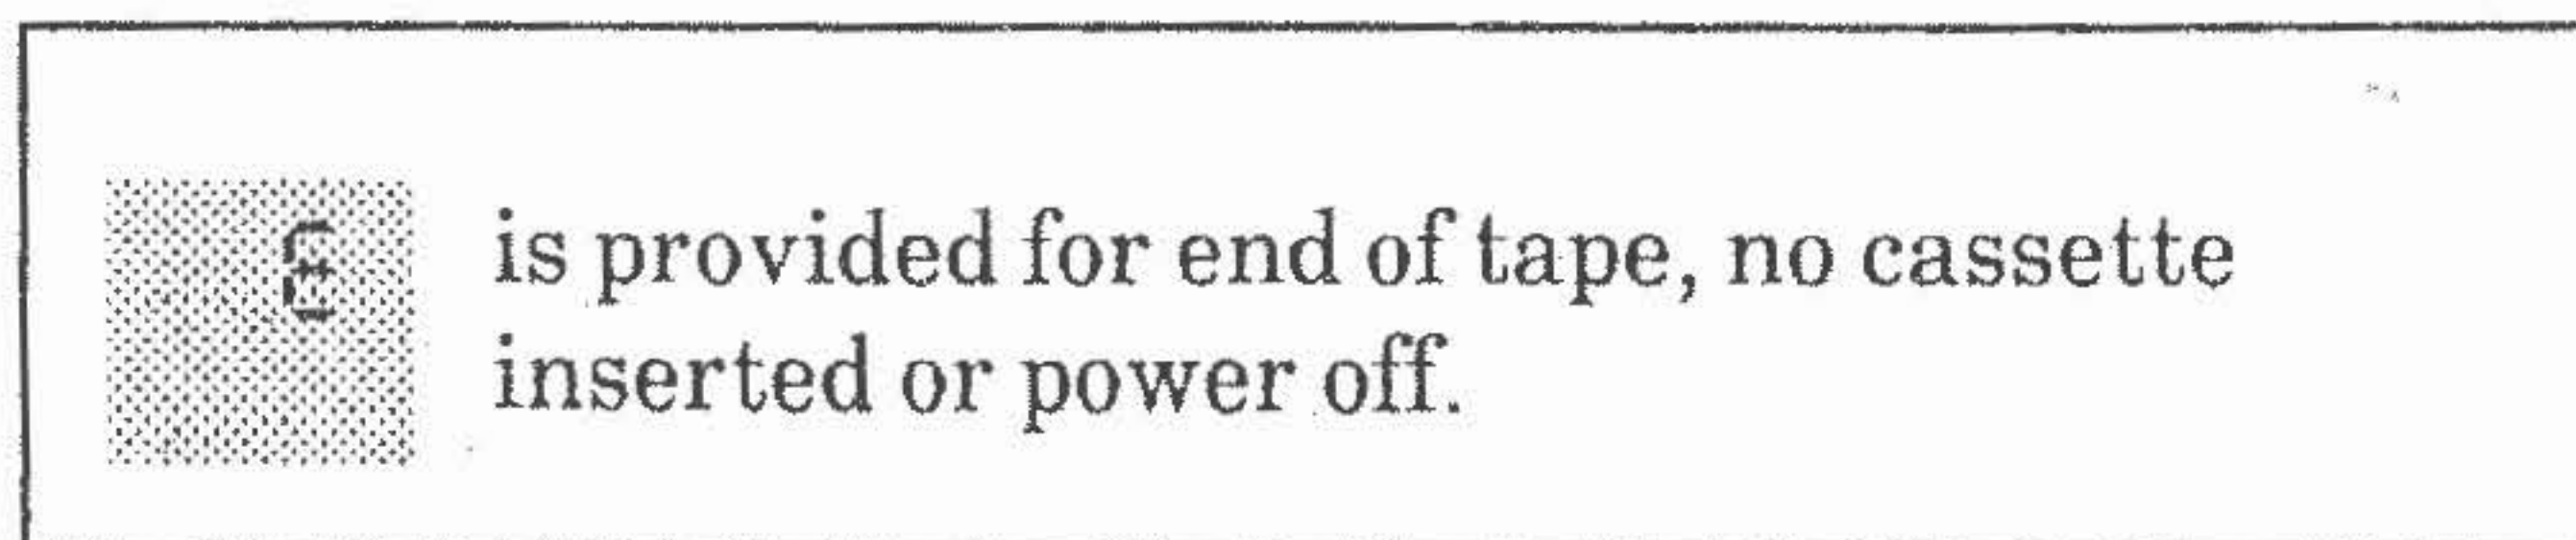 is provided for end of tape, no cassette
inserted or power off.